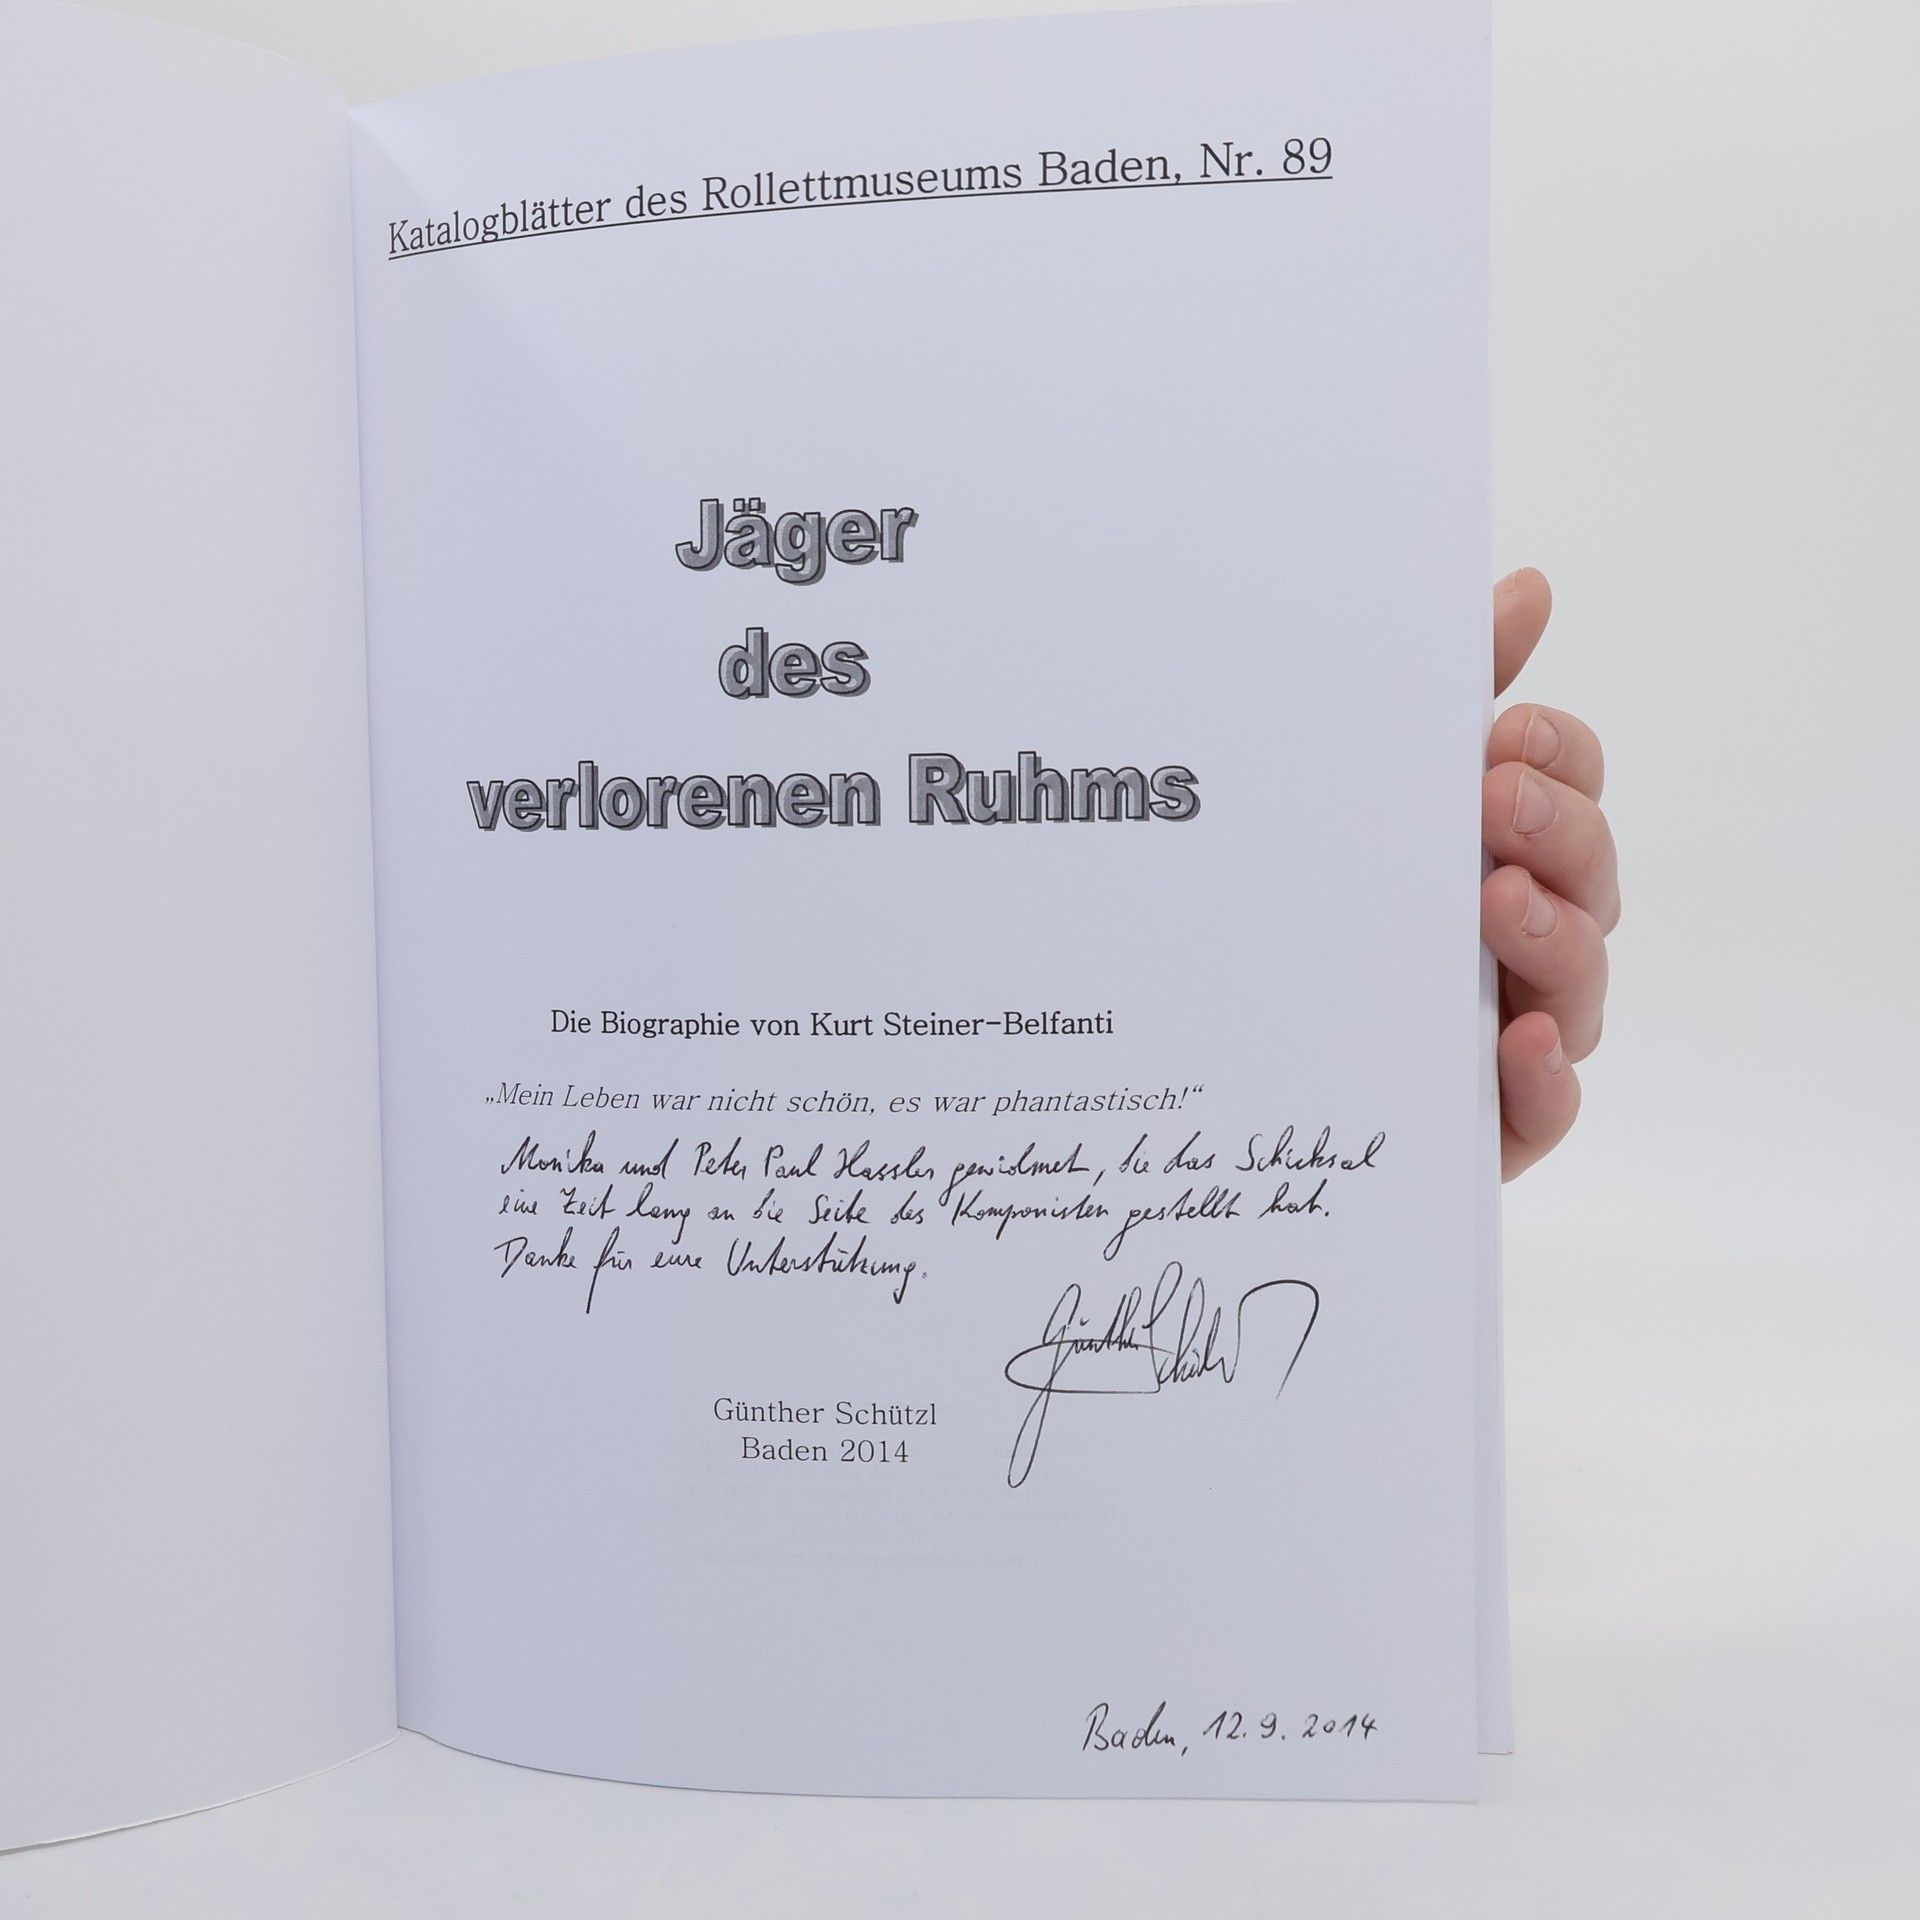 Katalogblätter des Rollettmuseums Baden, Nr. 89
Jäger
des
verlorenen Ruhms
Die Biographie von Kurt Steiner-Belfanti
„Mein Leben war nicht schön, es war phantastisch!“
Monika und Peter Paul Hassler gewidmet, die das Schicksal
eine Zeit lang an die Seite des Komponisten gestellt hat.
Danke für eure Unterstützung.
Günther Schützl
Günther Schützl
Baden 2014
Baden, 12.9.2014